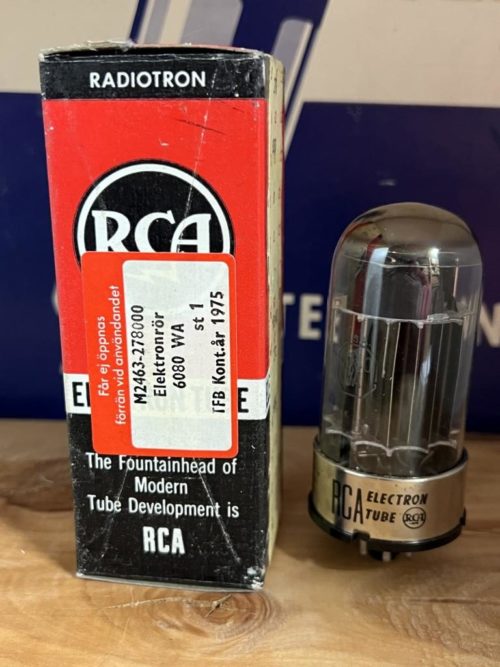 RADIOTRON
RCA
Får ej öppnas
förrän vid användandet
M2463-278000
Elektronrör
6080 WA
st 1
TFB Kont.år 1975
The Fountainhead of
Modern
Tube Development is
RCA
RCA ELECTRON
TUBE RCA